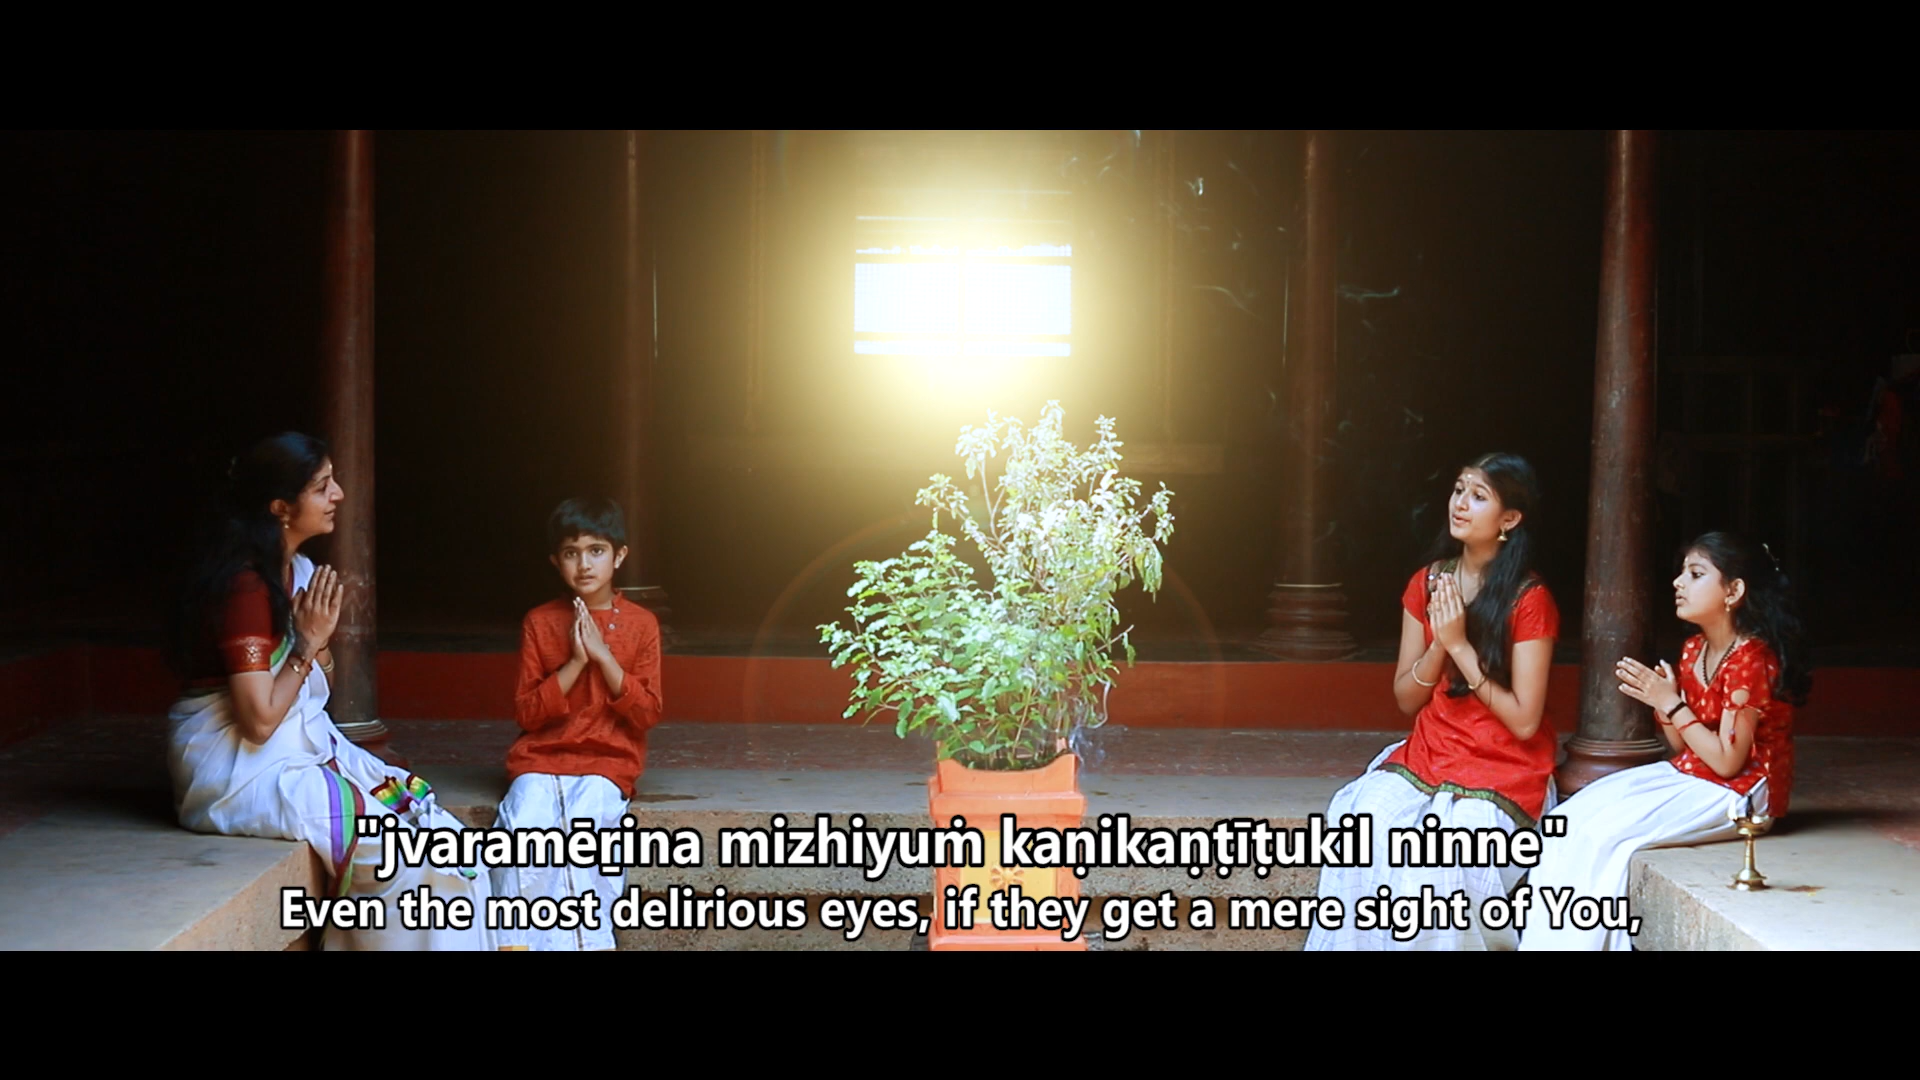 "jvaramēṟina mizhiyuṁ kaṇikaṇṭīṭukil ninne"
Even the most delirious eyes, if they get a mere sight of You,